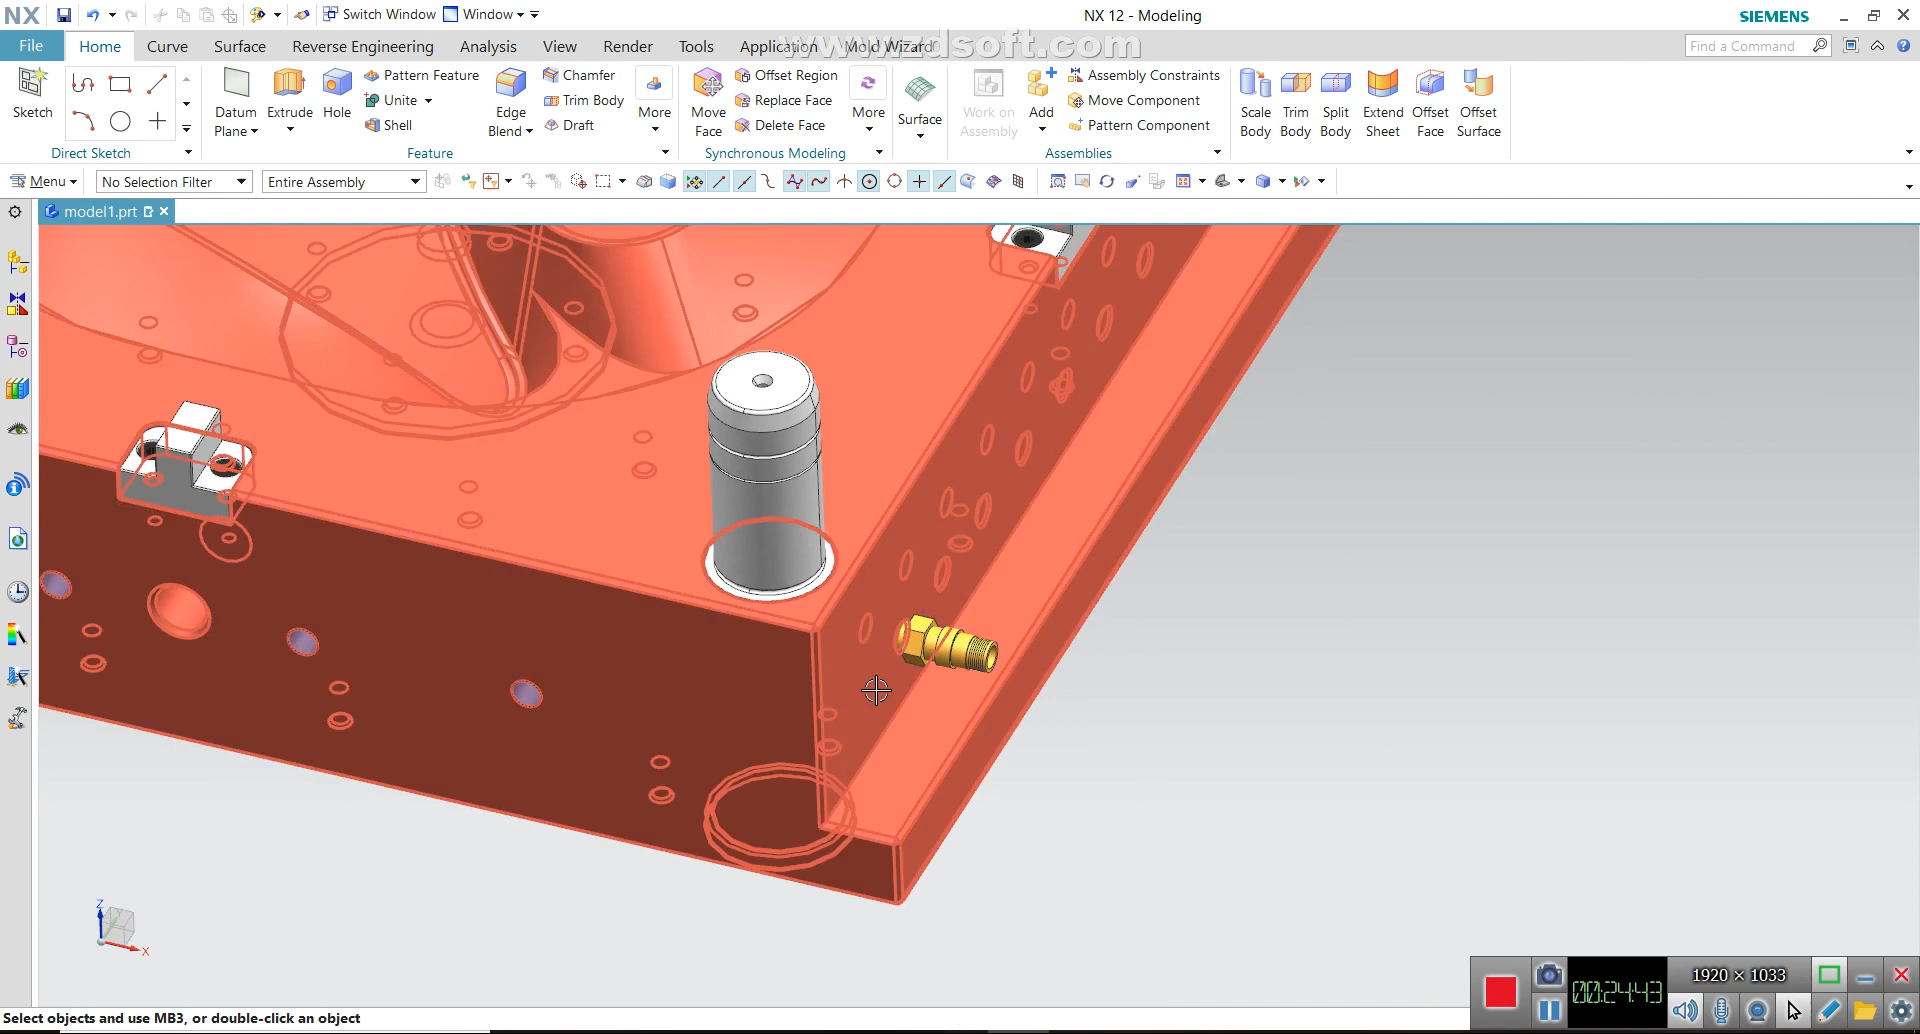 NX Switch Window Window NX 12 - Modeling SIEMENS
File Home Curve Surface Reverse Engineering Analysis View Render Tools Application Mold Wizard Find a Command
www.zdsoft.com
Sketch Datum Plane Extrude Hole Pattern Feature Unite Shell Edge Blend Chamfer Trim Body Draft More Move Face Offset Region Replace Face Delete Face More Surface Work on Assembly Add Assembly Constraints Move Component Pattern Component Scale Body Trim Body Split Body Extend Sheet Offset Face Offset Surface
Direct Sketch Feature Synchronous Modeling Assemblies
Menu No Selection Filter Entire Assembly
model1.prt
Z
X
1920 × 1033
00:24:43
Select objects and use MB3, or double-click an object